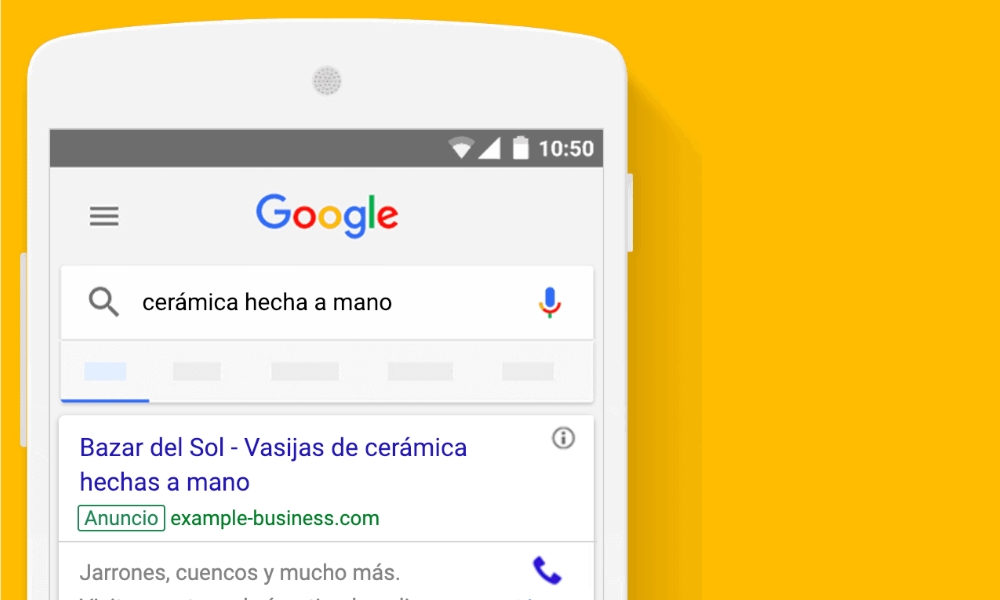 10:50
Google
cerámica hecha a mano
Bazar del Sol - Vasijas de cerámica
hechas a mano
Anuncio example-business.com
Jarrones, cuencos y mucho más.